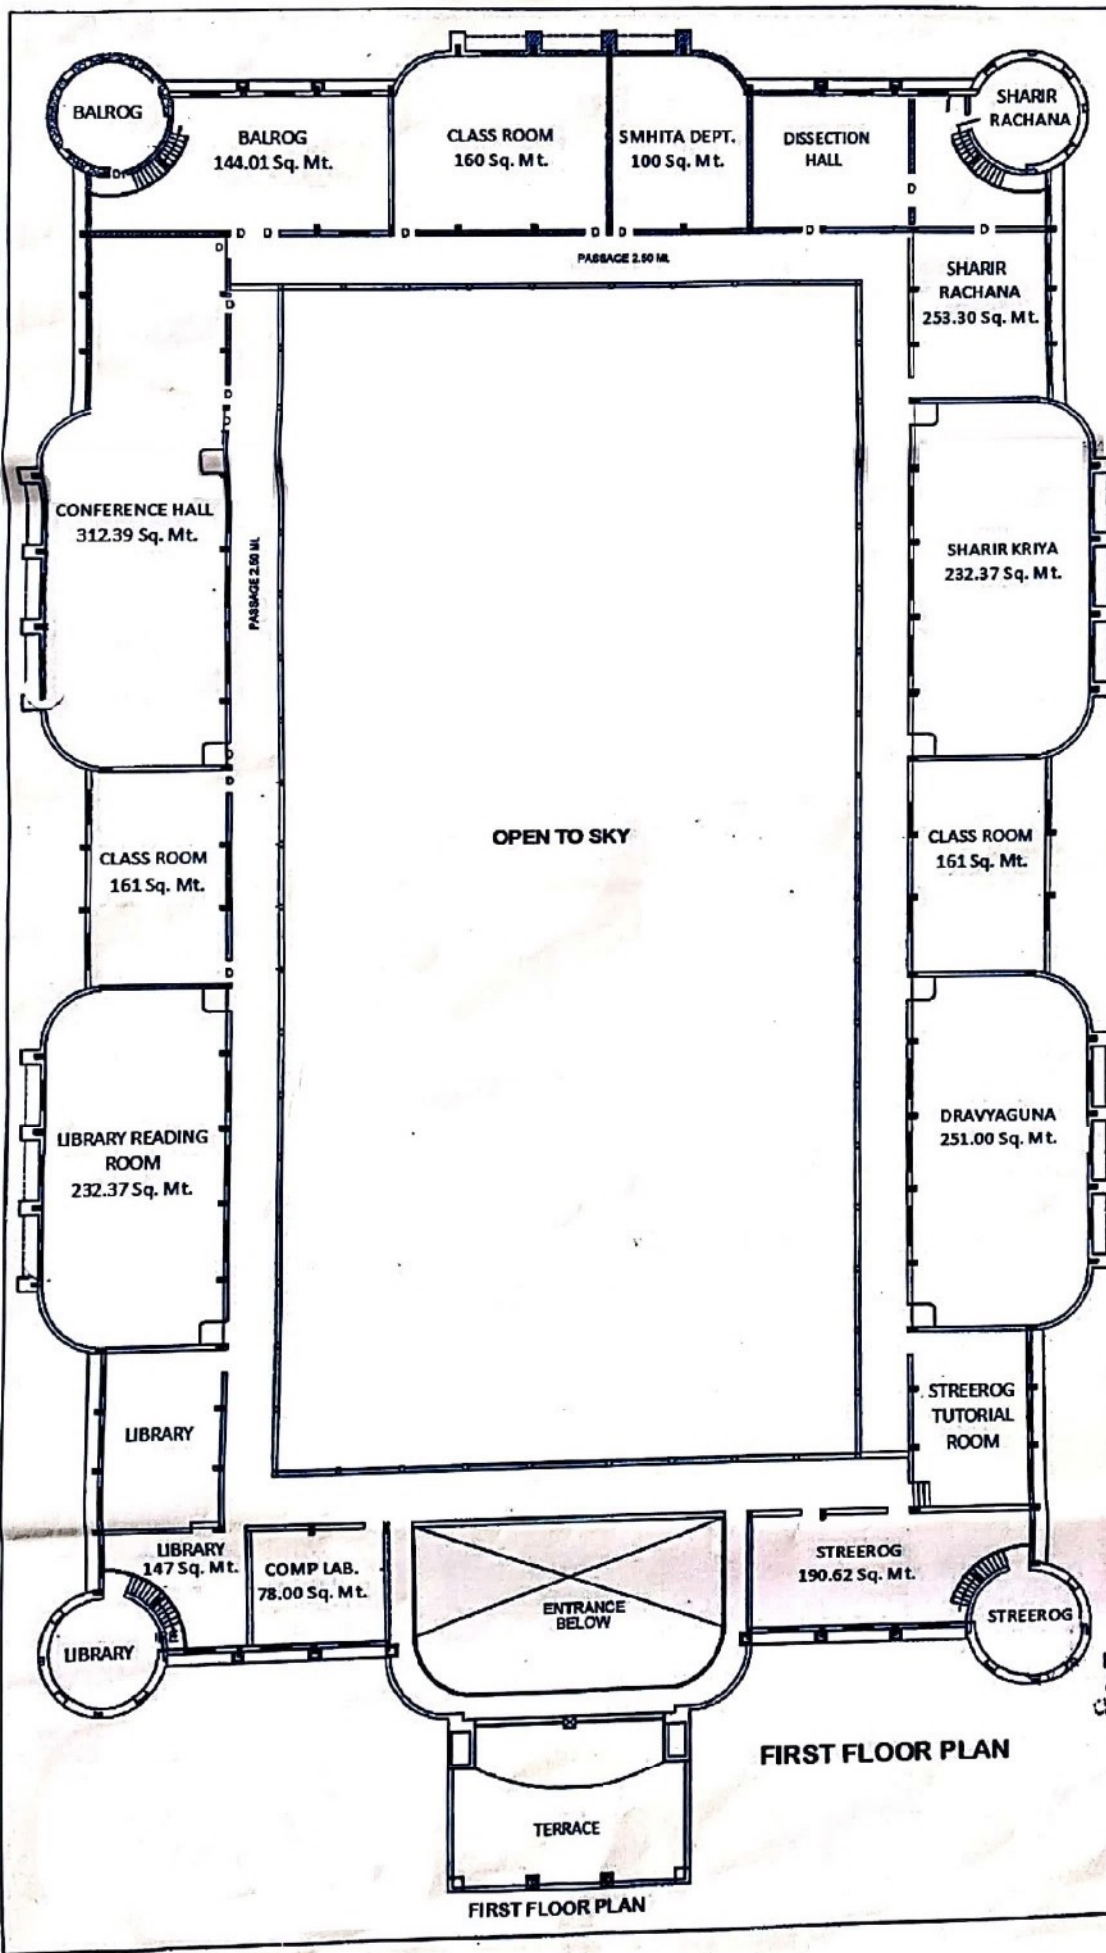 BALROG
BALROG
144.01 Sq. Mt.
CLASS ROOM
160 Sq. Mt.
SMHITA DEPT.
100 Sq. Mt.
DISSECTION
HALL
SHARIR
RACHANA
D
D
D
D
D
D
D
D
D
D
PASSAGE 2.50 Mt.
SHARIR
RACHANA
253.30 Sq. Mt.
D
D
D
CONFERENCE HALL
312.39 Sq. Mt.
PASSAGE 2.50 Mt.
SHARIR KRIYA
232.37 Sq. Mt.
D
D
CLASS ROOM
161 Sq. Mt.
OPEN TO SKY
CLASS ROOM
161 Sq. Mt.
D
LIBRARY READING
ROOM
232.37 Sq. Mt.
DRAVYAGUNA
251.00 Sq. Mt.
LIBRARY
STREEROG
TUTORIAL
ROOM
LIBRARY
147 Sq. Mt.
COMP LAB.
78.00 Sq. Mt.
ENTRANCE
BELOW
STREEROG
190.62 Sq. Mt.
LIBRARY
STREEROG
FIRST FLOOR PLAN
TERRACE
FIRST FLOOR PLAN